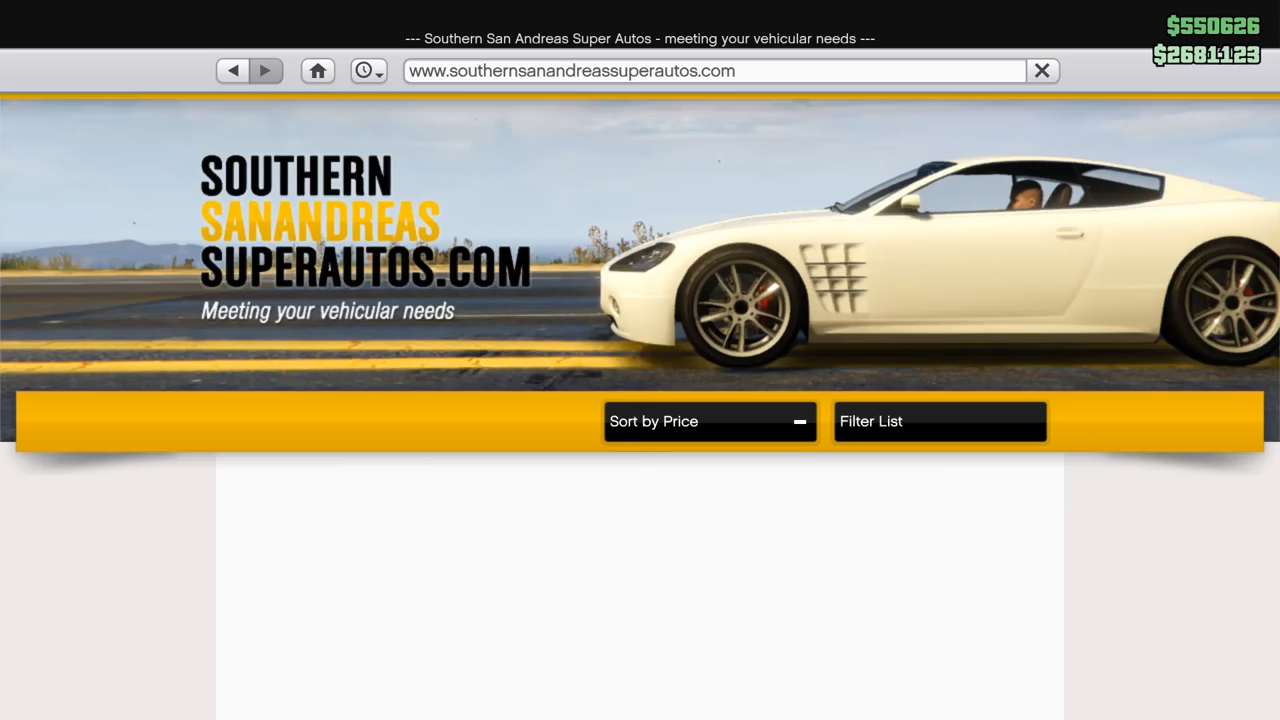 $550626
--- Southern San Andreas Super Autos - meeting your vehicular needs ---
$2681123
www.southernsanandreassuperautos.com
SOUTHERN
SANANDREAS
SUPERAUTOS.COM
Meeting your vehicular needs
Sort by Price
Filter List